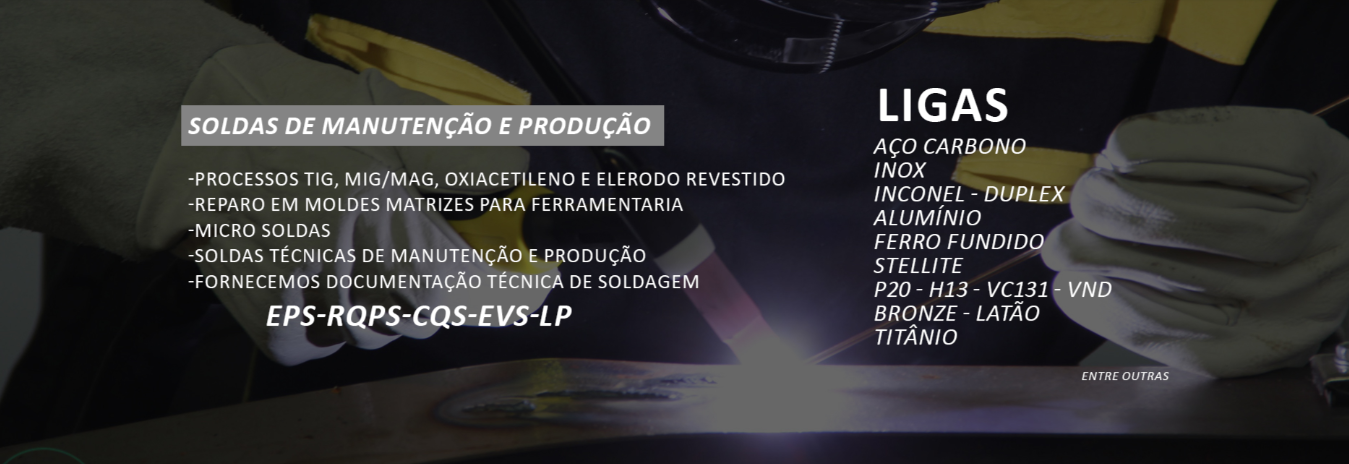 SOLDAS DE MANUTENÇÃO E PRODUÇÃO
-PROCESSOS TIG, MIG/MAG, OXIACETILENO E ELERODO REVESTIDO
-REPARO EM MOLDES MATRIZES PARA FERRAMENTARIA
-MICRO SOLDAS
-SOLDAS TÉCNICAS DE MANUTENÇÃO E PRODUÇÃO
-FORNECEMOS DOCUMENTAÇÃO TÉCNICA DE SOLDAGEM
EPS-RQPS-CQS-EVS-LP
LIGAS
AÇO CARBONO
INOX
INCONEL - DUPLEX
ALUMÍNIO
FERRO FUNDIDO
STELLITE
P20 - H13 - VC131 - VND
BRONZE - LATÃO
TITÂNIO
ENTRE OUTRAS